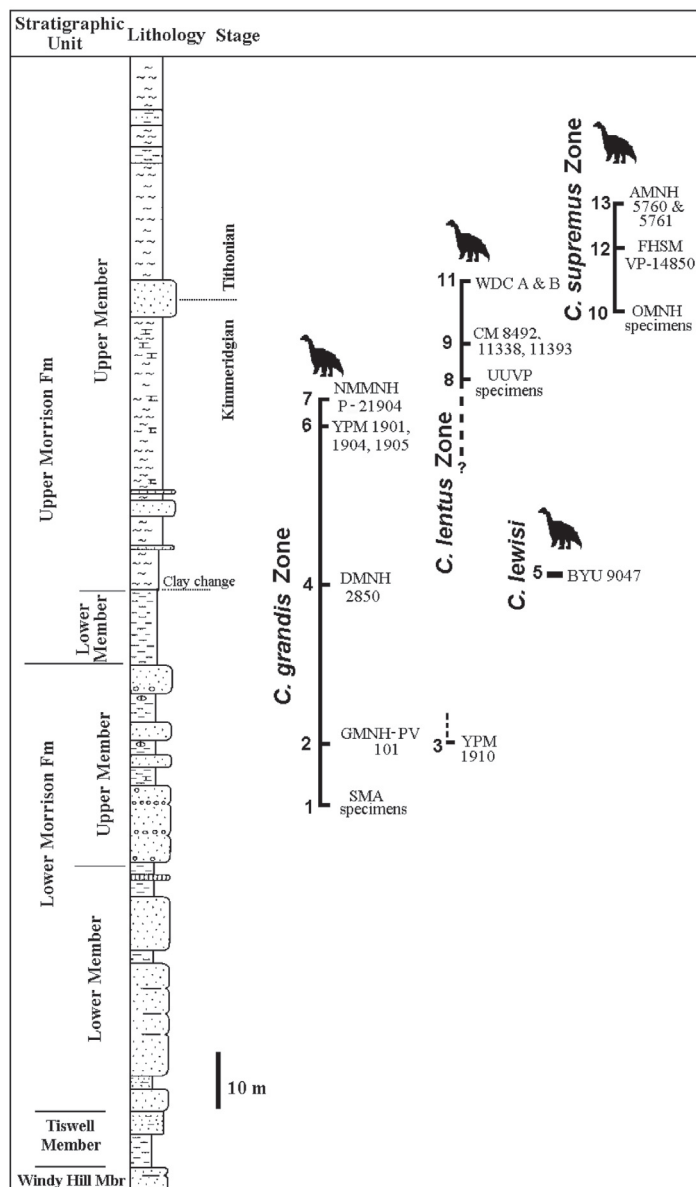 Stratigraphic
Unit
Lithology
Stage
Upper Morrison Fm
Upper Member
Lower
Member
Lower Morrison Fm
Upper Member
Lower Member
Tiswell
Member
Windy Hill Mbr
Tithonian
Kimmeridgian
Clay change
10 m
C. grandis Zone
7
NMMNH
P - 21904
6
YPM 1901,
1904, 1905
4
DMNH
2850
2
GMNH-PV
101
1
SMA
specimens
C. lentus Zone
11
WDC A & B
9
CM 8492,
11338, 11393
8
UUVP
specimens
?
3
YPM
1910
C. lewisi
5
BYU 9047
C. supremus Zone
13
AMNH
5760 &
5761
12
FHSM
VP-14850
10
OMNH
specimens